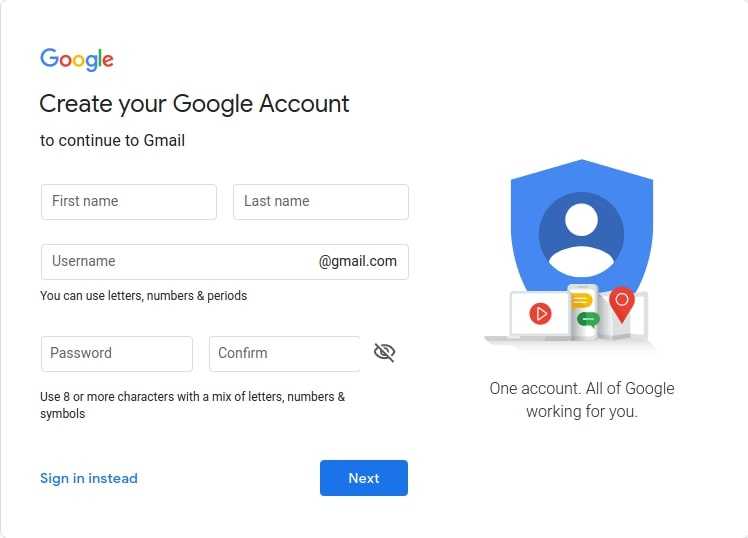 Google
Create your Google Account
to continue to Gmail
First name
Last name
Username
@gmail.com
You can use letters, numbers & periods
Password
Confirm
Use 8 or more characters with a mix of letters, numbers &
symbols
Sign in instead
Next
One account. All of Google
working for you.